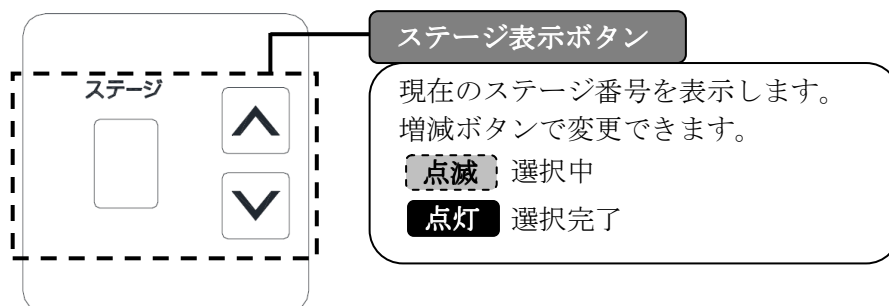 ステージ表示ボタン
ステージ
現在のステージ番号を表示します。
増減ボタンで変更できます。
点滅 選択中
点灯 選択完了